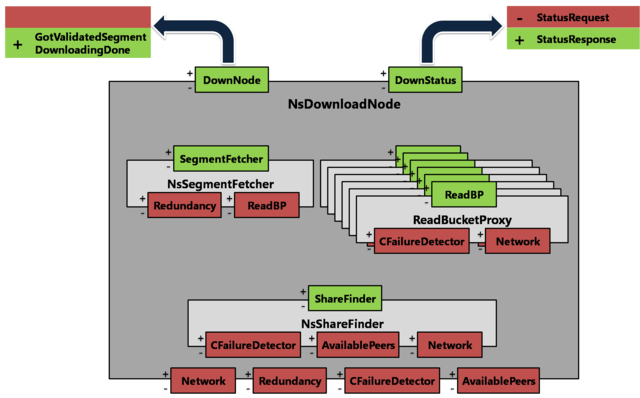 - StatusRequest
+ GotValidatedSegment
DownloadingDone
+ StatusResponse
+ - DownNode
+ - DownStatus
NsDownloadNode
+ - SegmentFetcher
NsSegmentFetcher
+ - Redundancy + - ReadBP
+ - ReadBP
ReadBucketProxy
+ - CFailureDetector + - Network
+ - ShareFinder
NsShareFinder
+ - CFailureDetector + - AvailablePeers + - Network
+ - Network + - Redundancy + - CFailureDetector + - AvailablePeers